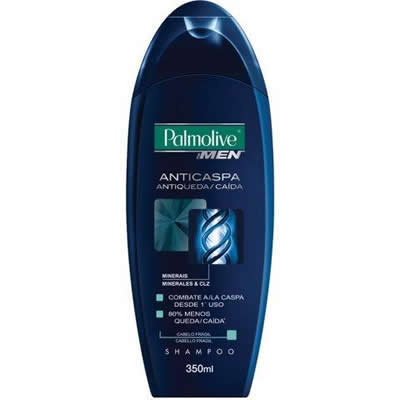 Palmolive
MEN
ANTICASPA
ANTIQUEDA/CAÍDA
MINERAIS
MINERALES & CLZ
COMBATE A/LA CASPA
DESDE 1° USO
80% MENOS
QUEDA/CAÍDA*
CABELO FRÁGIL
CABELLO FRÁGIL
SHAMPOO
350ml